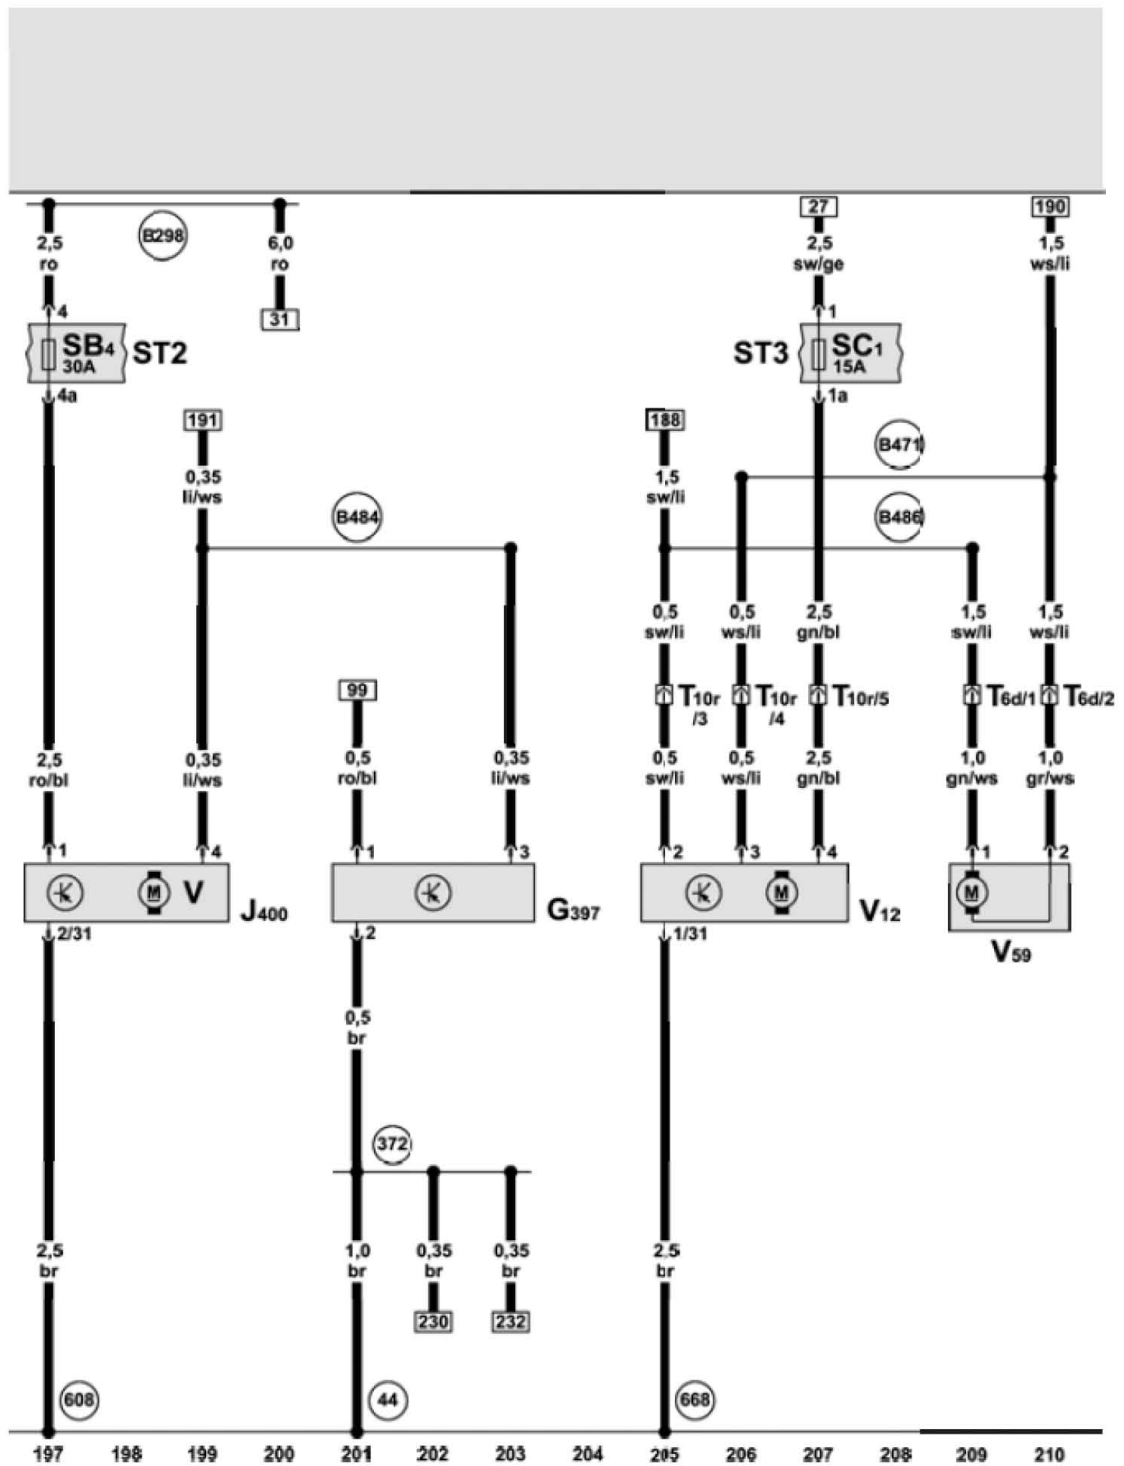 27 190
2,5 B298 6,0 2,5 1,5
ro ro sw/ge ws/li
4 31 1
SB4 ST2 ST3 SC1
30A 15A
4a 1a
191 188
B471
0,35 1,5
li/ws sw/li
B484 B486
0,5 0,5 2,5 1,5 1,5
sw/li ws/li gn/bl sw/li ws/li
99 T10r T10r T10r/5 T6d/1 T6d/2
/3 /4
2,5 0,35 0,5 0,35 0,5 0,5 2,5 1,0 1,0
ro/bl li/ws ro/bl li/ws sw/li ws/li gn/bl gn/ws gr/ws
1 4 1 3 2 3 4 1 2
M V J400 G397 M V12 M
2/31 2 1/31
V59
0,5
br
372
2,5 1,0 0,35 0,35 2,5
br br br br br
230 232
608 44 668
197 198 199 200 201 202 203 204 205 206 207 208 209 210